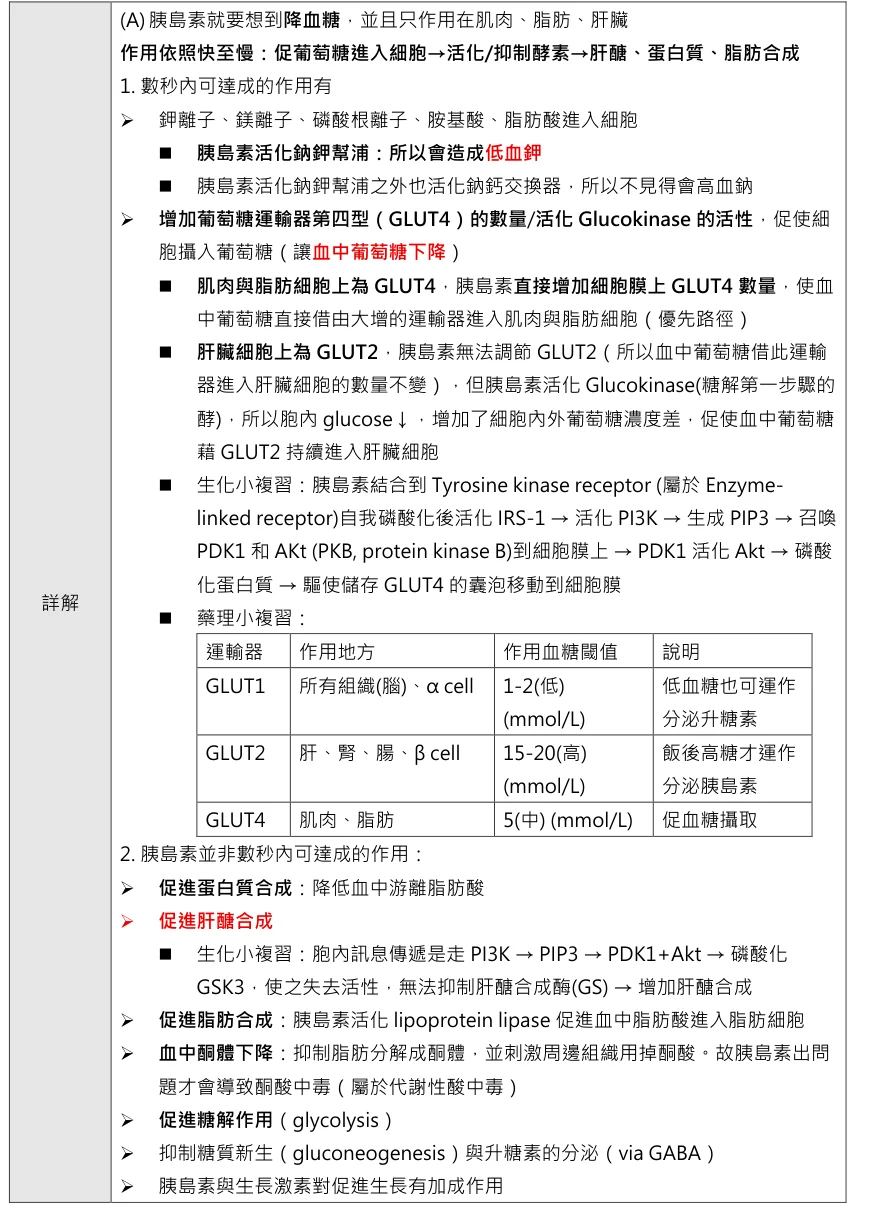 詳解
(A) 胰島素就要想到降血糖，並且只作用在肌肉、脂肪、肝臟
作用依照快至慢：促葡萄糖進入細胞→活化/抑制酵素→肝醣、蛋白質、脂肪合成
1. 數秒內可達成的作用有
➢ 鉀離子、鎂離子、磷酸根離子、胺基酸、脂肪酸進入細胞
■ 胰島素活化鈉鉀幫浦：所以會造成低血鉀
■ 胰島素活化鈉鉀幫浦之外也活化鈉鈣交換器，所以不見得會高血鈉
➢ 增加葡萄糖運輸器第四型（GLUT4）的數量/活化 Glucokinase 的活性，促使細
胞攝入葡萄糖（讓血中葡萄糖下降）
■ 肌肉與脂肪細胞上為 GLUT4，胰島素直接增加細胞膜上 GLUT4 數量，使血
中葡萄糖直接借由大增的運輸器進入肌肉與脂肪細胞（優先路徑）
■ 肝臟細胞上為 GLUT2，胰島素無法調節 GLUT2（所以血中葡萄糖借此運輸
器進入肝臟細胞的數量不變），但胰島素活化 Glucokinase(糖解第一步驟的
酵)，所以胞內 glucose↓，增加了細胞內外葡萄糖濃度差，促使血中葡萄糖
藉 GLUT2 持續進入肝臟細胞
■ 生化小複習：胰島素結合到 Tyrosine kinase receptor (屬於 Enzyme-
linked receptor)自我磷酸化後活化 IRS-1 → 活化 PI3K → 生成 PIP3 → 召喚
PDK1 和 AKt (PKB, protein kinase B)到細胞膜上 → PDK1 活化 Akt → 磷酸
化蛋白質 → 驅使儲存 GLUT4 的囊泡移動到細胞膜
■ 藥理小複習：
運輸器 作用地方 作用血糖閾值 說明
GLUT1 所有組織(腦)、α cell 1-2(低) 低血糖也可運作
(mmol/L) 分泌升糖素
GLUT2 肝、腎、腸、β cell 15-20(高) 飯後高糖才運作
(mmol/L) 分泌胰島素
GLUT4 肌肉、脂肪 5(中) (mmol/L) 促血糖攝取
2. 胰島素並非數秒內可達成的作用：
➢ 促進蛋白質合成：降低血中游離脂肪酸
➢ 促進肝醣合成
■ 生化小複習：胞內訊息傳遞是走 PI3K → PIP3 → PDK1+Akt → 磷酸化
GSK3，使之失去活性，無法抑制肝醣合成酶(GS) → 增加肝醣合成
➢ 促進脂肪合成：胰島素活化 lipoprotein lipase 促進血中脂肪酸進入脂肪細胞
➢ 血中酮體下降：抑制脂肪分解成酮體，並刺激周邊組織用掉酮酸。故胰島素出問
題才會導致酮酸中毒（屬於代謝性酸中毒）
➢ 促進糖解作用（glycolysis）
➢ 抑制糖質新生（gluconeogenesis）與升糖素的分泌（via GABA）
➢ 胰島素與生長激素對促進生長有加成作用